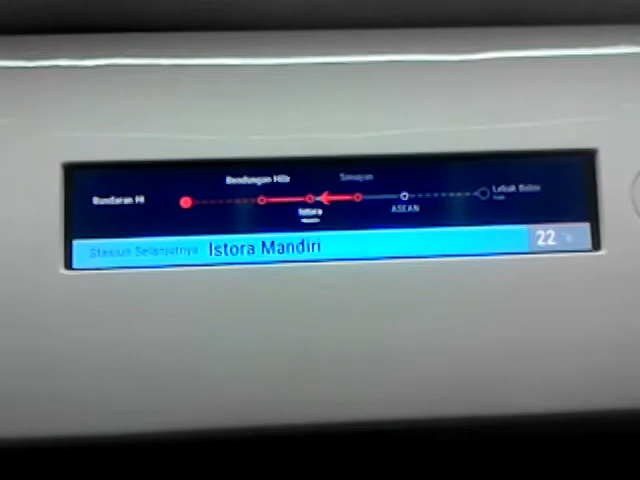 Bendungan Hilir Senayan
Bundaran HI Lebak Bulus
Istora ASEAN
Stasiun Selanjutnya Istora Mandiri 22 °C